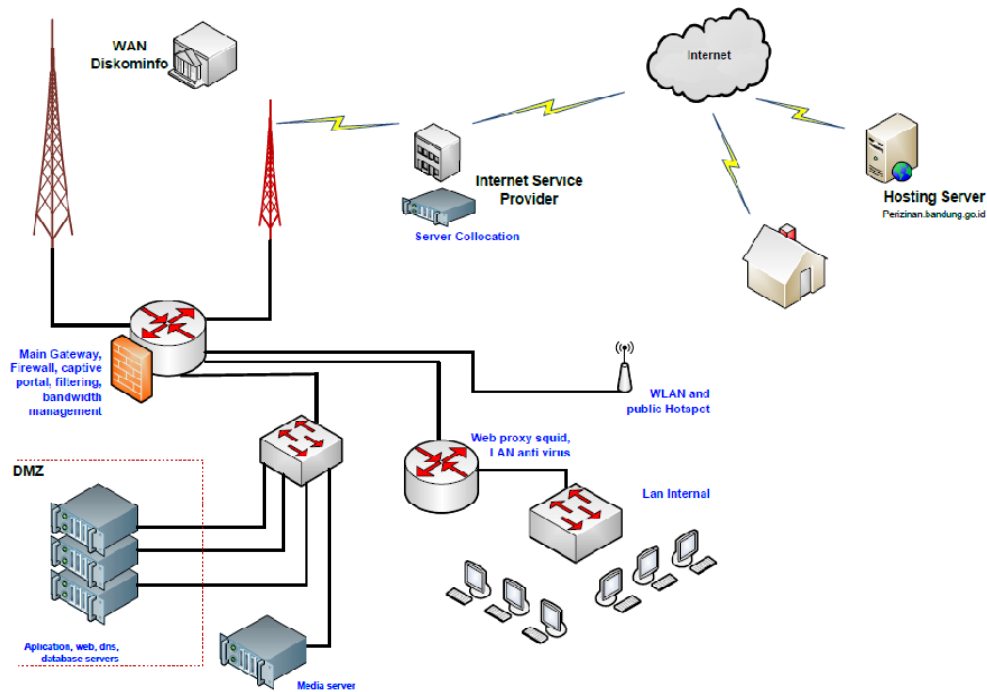 WAN
Diskominfo
Internet
Internet Service
Provider
Server Collocation
Hosting Server
Perizinan.bandung.go.id
Main Gateway,
Firewall, captive
portal, filtering,
bandwidth
management
WLAN and
public Hotspot
Web proxy squid,
LAN anti virus
Lan Internal
DMZ
Aplication, web, dns,
database servers
Media server